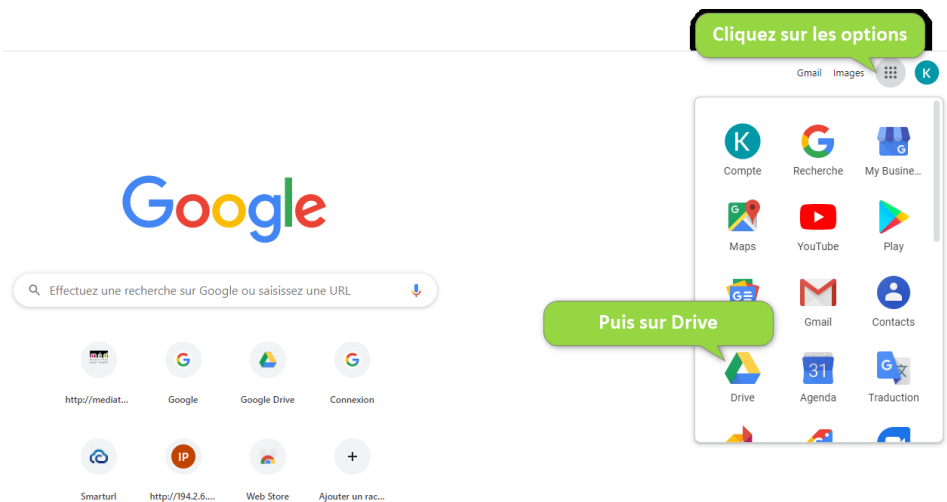 Cliquez sur les options
Gmail Images K
K G
Compte Recherche My Busine...
G
Maps YouTube Play
Google
Effectuez une recherche sur Google ou saisissez une URL
G≡
Gmail Contacts
Puis sur Drive
31 G
Drive Agenda Traduction
méd G G
http://mediat... Google Google Drive Connexion
IP +
Smarturl http://194.2.6.... Web Store Ajouter un rac...